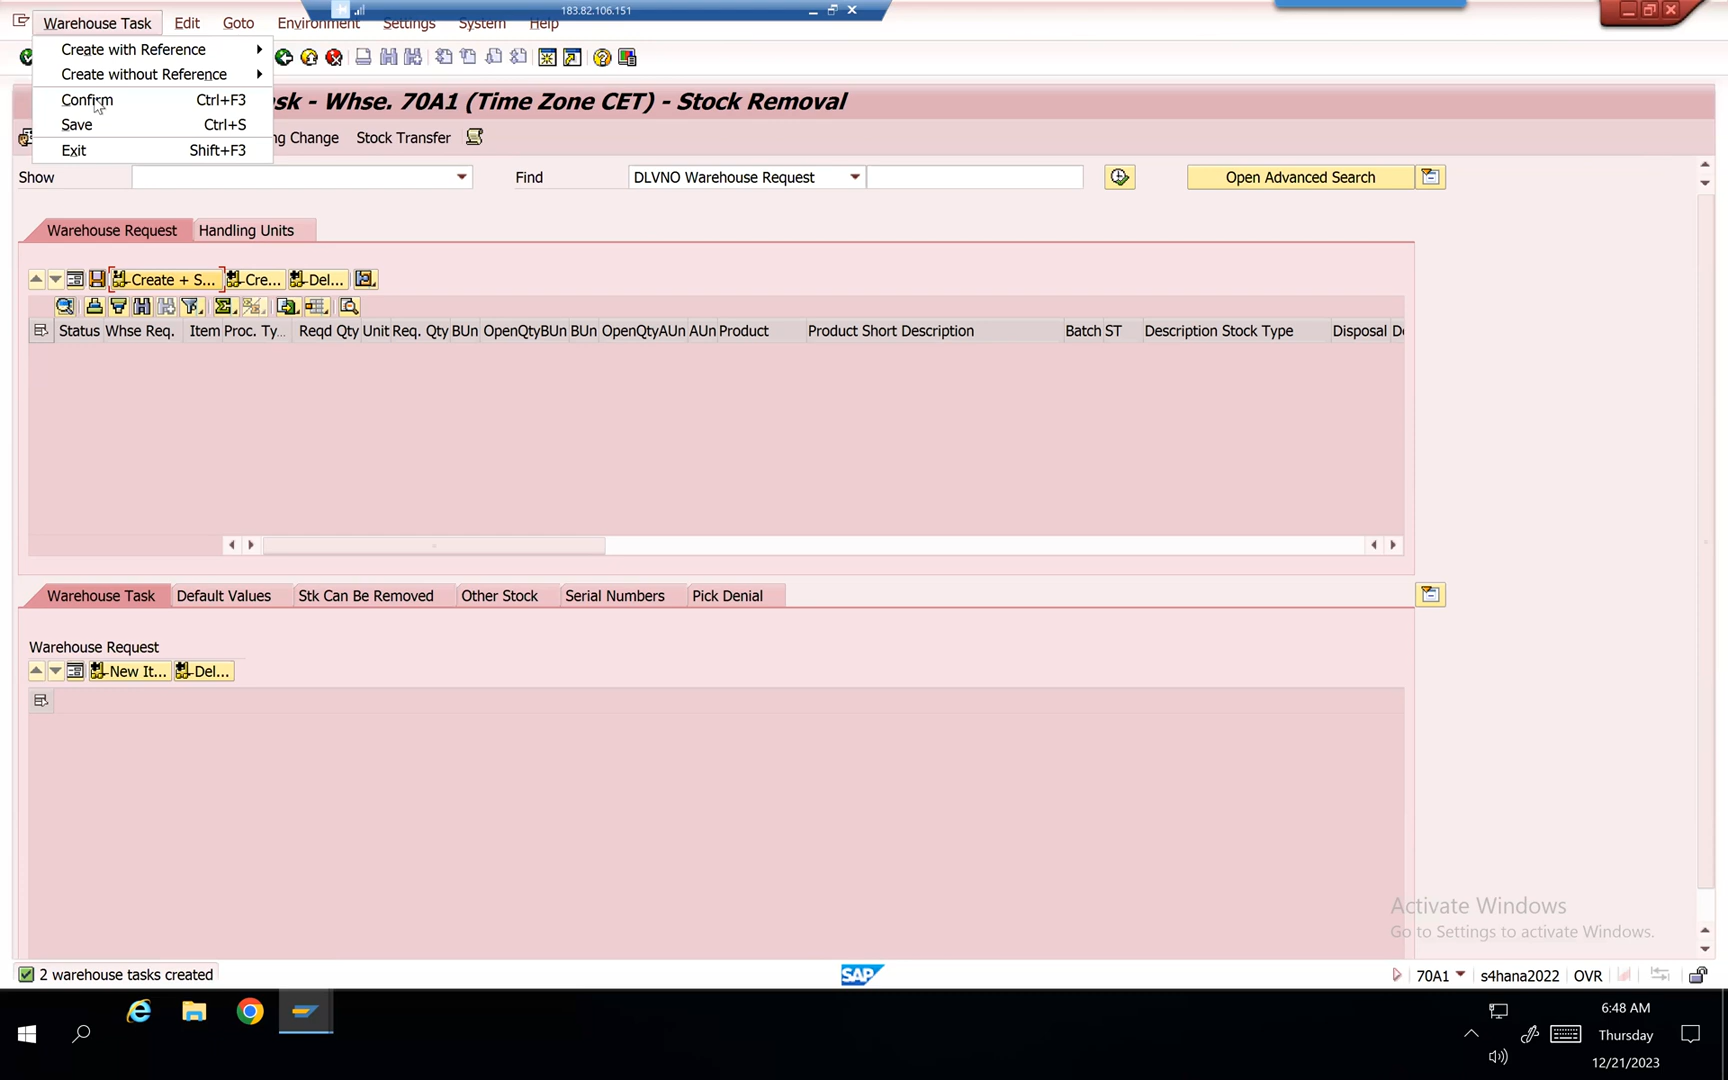 183.82.106.151
Warehouse Task Edit Goto Environment Settings System Help
Create with Reference
Create without Reference
Confirm Ctrl+F3
Save Ctrl+S
Exit Shift+F3
sk - Whse. 70A1 (Time Zone CET) - Stock Removal
ng Change Stock Transfer
Show Find DLVNO Warehouse Request Open Advanced Search
Warehouse Request Handling Units
Create + S... Cre... Del...
Status Whse Req. Item Proc. Ty... Reqd Qty Unit Req. Qty BUn OpenQtyBUn BUn OpenQtyAUn AUn Product Product Short Description Batch ST Description Stock Type Disposal De
Warehouse Task Default Values Stk Can Be Removed Other Stock Serial Numbers Pick Denial
Warehouse Request
New It... Del...
Activate Windows
Go to Settings to activate Windows.
2 warehouse tasks created SAP 70A1 s4hana2022 OVR
6:48 AM
Thursday
12/21/2023